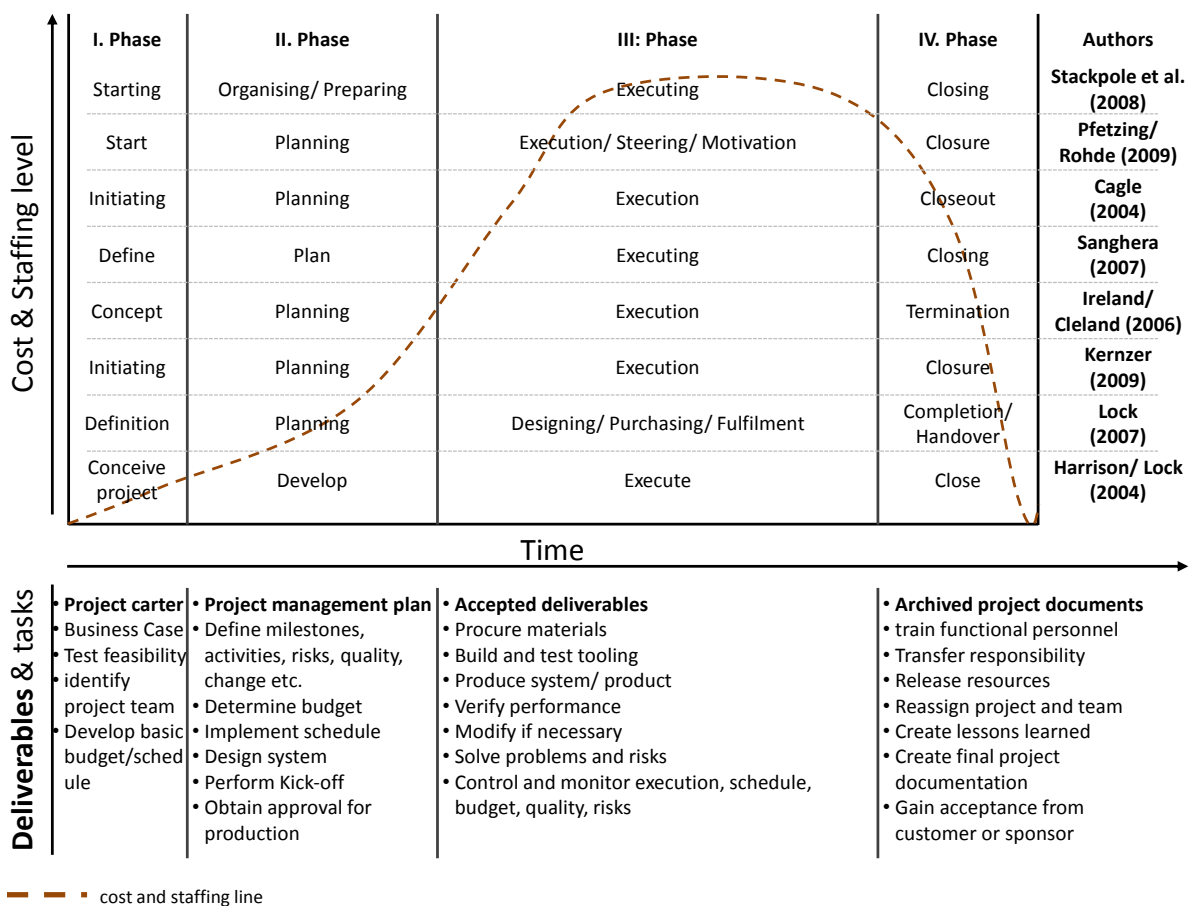 I. Phase
II. Phase
III: Phase
IV. Phase
Authors
Starting
Organising/ Preparing
Executing
Closing
Stackpole et al.
(2008)
Start
Planning
Execution/ Steering/ Motivation
Closure
Pfetzing/
Rohde (2009)
Initiating
Planning
Execution
Closeout
Cagle
(2004)
Define
Plan
Executing
Closing
Sanghera
(2007)
Concept
Planning
Execution
Termination
Ireland/
Cleland (2006)
Initiating
Planning
Execution
Closure
Kernzer
(2009)
Definition
Planning
Designing/ Purchasing/ Fulfilment
Completion/
Handover
Lock
(2007)
Conceive
project
Develop
Execute
Close
Harrison/ Lock
(2004)
Cost & Staffing level
Time
Deliverables & tasks
• Project carter
• Business Case
• Test feasibility
• identify
project team
• Develop basic
budget/sched
ule
• Project management plan
• Define milestones,
activities, risks, quality,
change etc.
• Determine budget
• Implement schedule
• Design system
• Perform Kick-off
• Obtain approval for
production
• Accepted deliverables
• Procure materials
• Build and test tooling
• Produce system/ product
• Verify performance
• Modify if necessary
• Solve problems and risks
• Control and monitor execution, schedule,
budget, quality, risks
• Archived project documents
• train functional personnel
• Transfer responsibility
• Release resources
• Reassign project and team
• Create lessons learned
• Create final project
documentation
• Gain acceptance from
customer or sponsor
cost and staffing line